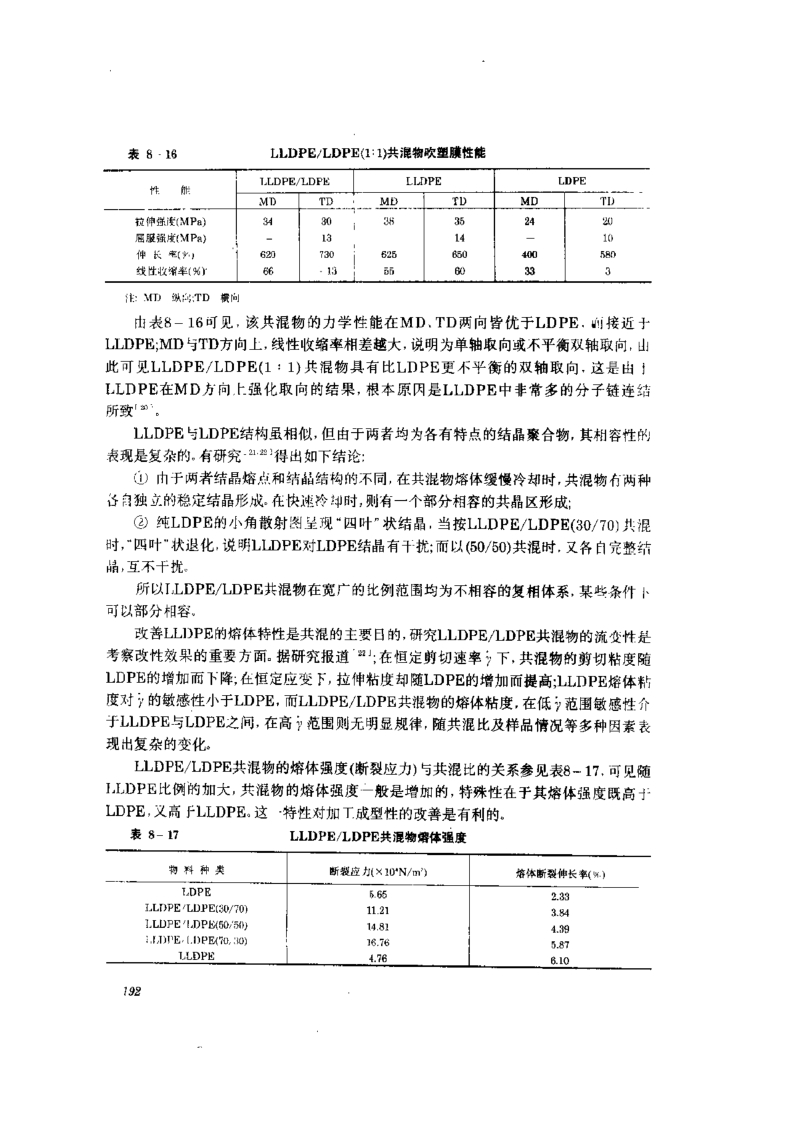 表 8-16 LLDPE/LDPE(1:1)共混物吹塑膜性能
性 能 LLDPE/LDPE LLDPE LDPE
MD TD MD TD MD TD
拉伸强度(MPa) 34 30 38 35 24 20
屈服强度(MPa) - 13 14 - 10
伸长率(%) 620 730 625 650 400 580
线性收缩率(%) 66 -13 55 60 33 3
注: MD 纵向;TD 横向
由表8-16可见,该共混物的力学性能在MD、TD两向皆优于LDPE,而接近于
LLDPE;MD与TD方向上,线性收缩率相差越大,说明为单轴取向或不平衡双轴取向,由
此可见LLDPE/LDPE(1:1)共混物具有比LDPE更不平衡的双轴取向,这是由于
LLDPE在MD方向上强化取向的结果,根本原因是LLDPE中非常多的分子链连结
所致[20]。
LLDPE与LDPE结构虽相似,但由于两者均为各有特点的结晶聚合物,其相容性的
表现是复杂的。有研究[21,22]得出如下结论:
① 由于两者结晶熔点和结晶结构的不同,在共混物熔体缓慢冷却时,共混物有两种
各自独立的稳定结晶形成。在快速冷却时,则有一个部分相容的共晶区形成;
② 纯LDPE的小角散射图呈现“四叶”状结晶,当按LLDPE/LDPE(30/70)共混
时,“四叶”状退化,说明LLDPE对LDPE结晶有干扰;而以(50/50)共混时,又各自完整结
晶,互不干扰。
所以LLDPE/LDPE共混物在宽广的比例范围均为不相容的复相体系,某些条件下
可以部分相容。
改善LLDPE的熔体特性是共混的主要目的,研究LLDPE/LDPE共混物的流变性是
考察改性效果的重要方面。据研究报道[22]:在恒定剪切速率γ̇下,共混物的剪切粘度随
LDPE的增加而下降;在恒定应变下,拉伸粘度却随LDPE的增加而提高;LLDPE熔体粘
度对γ̇的敏感性小于LDPE,而LLDPE/LDPE共混物的熔体粘度,在低γ̇范围敏感性介
于LLDPE与LDPE之间,在高γ̇范围则无明显规律,随共混比及样品情况等多种因素表
现出复杂的变化。
LLDPE/LDPE共混物的熔体强度(断裂应力)与共混比的关系参见表8-17,可见随
LLDPE比例的加大,共混物的熔体强度一般是增加的,特殊性在于其熔体强度既高于
LDPE,又高于LLDPE。这一特性对加工成型性的改善是有利的。
表 8-17 LLDPE/LDPE共混物熔体强度
物 料 种 类 断裂应力(×10⁴N/m²) 熔体断裂伸长率(%)
LDPE 5.65 2.33
LLDPE/LDPE(30/70) 11.21 3.84
LLDPE/LDPE(50/50) 14.81 4.39
LLDPE/LDPE(70/30) 16.76 5.87
LLDPE 4.76 6.10
192